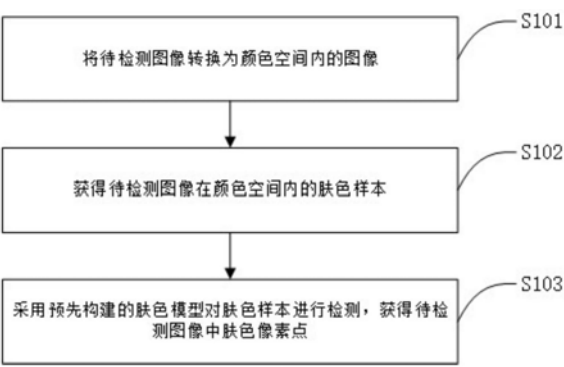 S101
将待检测图像转换为颜色空间内的图像
S102
获得待检测图像在颜色空间内的肤色样本
S103
采用预先构建的肤色模型对肤色样本进行检测，获得待检
测图像中肤色像素点